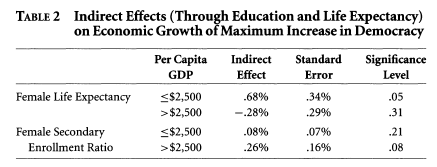 TABLE 2 Indirect Effects (Through Education and Life Expectancy)
on Economic Growth of Maximum Increase in Democracy
Per Capita Indirect Standard Significance
GDP Effect Error Level
Female Life Expectancy ≤$2,500 .68% .34% .05
>$2,500 −.28% .29% .31
Female Secondary ≤$2,500 .08% .07% .21
Enrollment Ratio >$2,500 .26% .16% .08